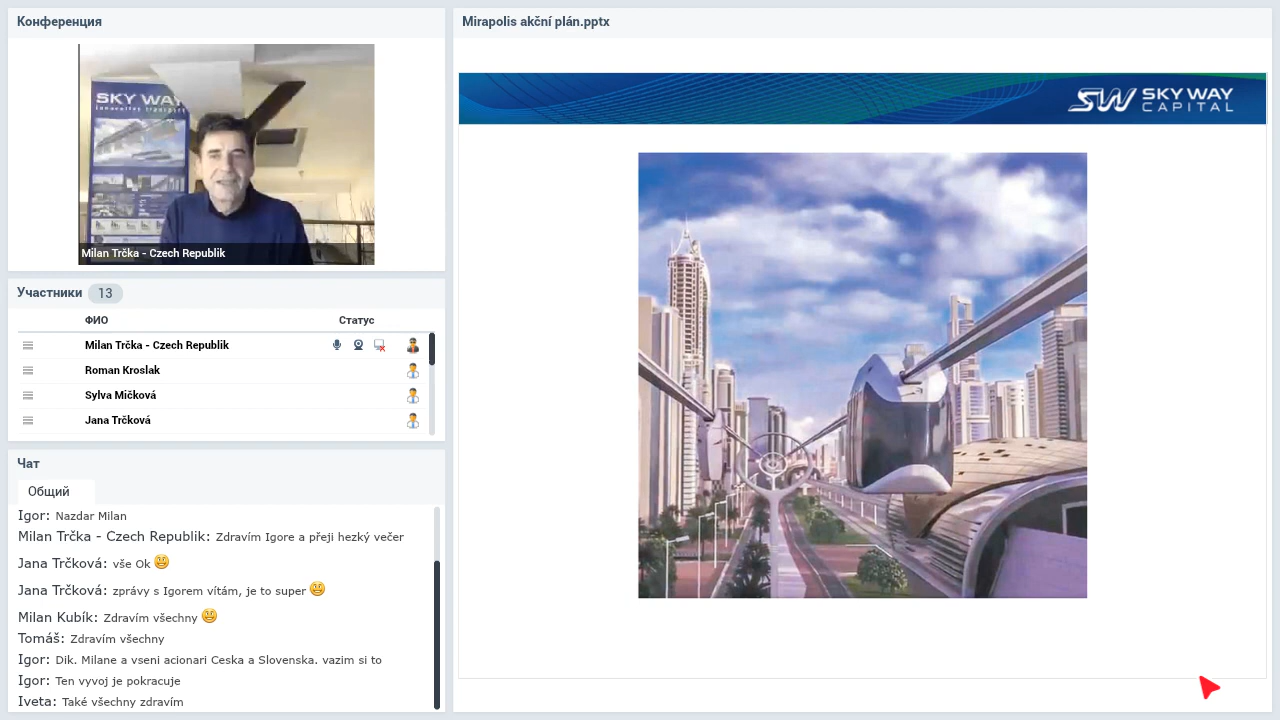 Конференция
SKY WAY
Milan Trčka - Czech Republik
Участники 13
ФИО Статус
Milan Trčka - Czech Republik
Roman Kroslak
Sylva Mičková
Jana Trčková
Чат
Общий
Igor: Nazdar Milan
Milan Trčka - Czech Republik: Zdravím Igore a přeji hezký večer
Jana Trčková: vše Ok
Jana Trčková: zprávy s Igorem vítám, je to super
Milan Kubík: Zdravím všechny
Tomáš: Zdravím všechny
Igor: Dik. Milane a vseni acionari Ceska a Slovenska. vazim si to
Igor: Ten vyvoj je pokracuje
Iveta: Také všechny zdravím
Mirapolis akční plán.pptx
SW SKY WAY
CAPITAL